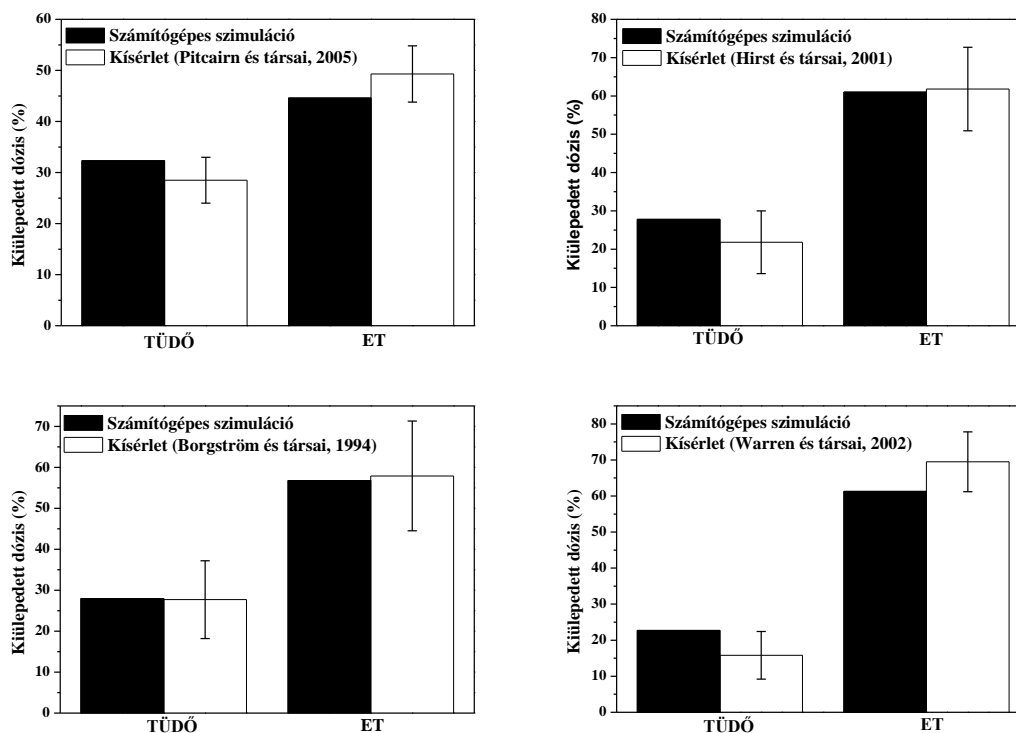 60
50
40
30
20
10
0
Kiülepedett dózis (%)
Számítógépes szimuláció
Kísérlet (Pitcairn és társai, 2005)
TÜDŐ ET
80
70
60
50
40
30
20
10
0
Kiülepedett dózis (%)
Számítógépes szimuláció
Kísérlet (Hirst és társai, 2001)
TÜDŐ ET
70
60
50
40
30
20
10
0
Kiülepedett dózis (%)
Számítógépes szimuláció
Kísérlet (Borgström és társai, 1994)
TÜDŐ ET
80
70
60
50
40
30
20
10
0
Kiülepedett dózis (%)
Számítógépes szimuláció
Kísérlet (Warren és társai, 2002)
TÜDŐ ET